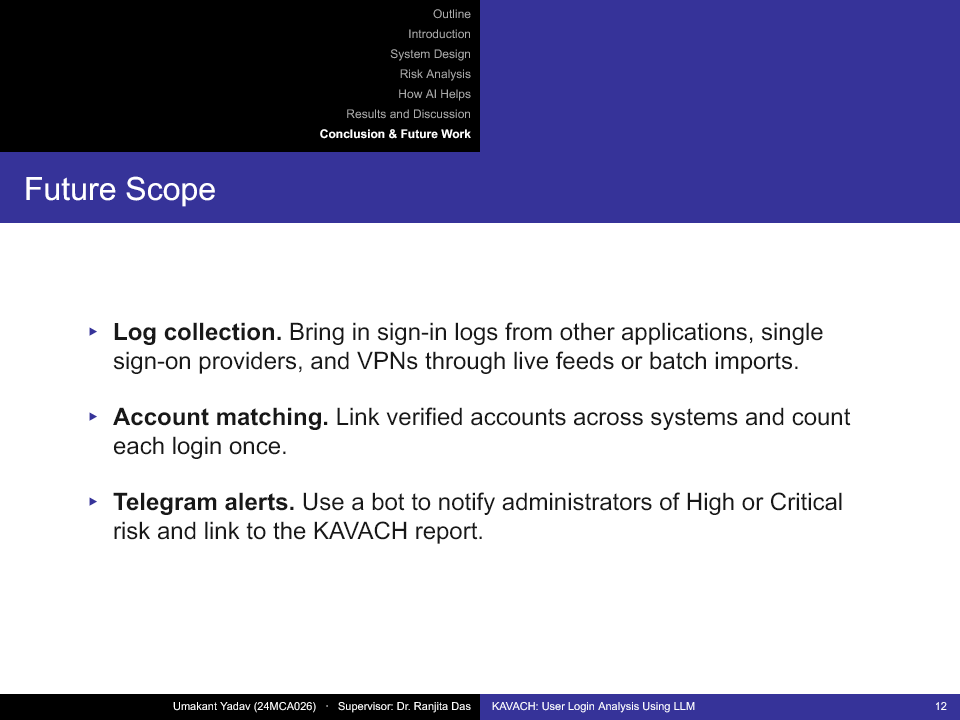 Outline
Introduction
System Design
Risk Analysis
How AI Helps
Results and Discussion
Conclusion & Future Work
Future Scope
▸ Log collection. Bring in sign-in logs from other applications, single
sign-on providers, and VPNs through live feeds or batch imports.
▸ Account matching. Link verified accounts across systems and count
each login once.
▸ Telegram alerts. Use a bot to notify administrators of High or Critical
risk and link to the KAVACH report.
Umakant Yadav (24MCA026) · Supervisor: Dr. Ranjita Das KAVACH: User Login Analysis Using LLM 12